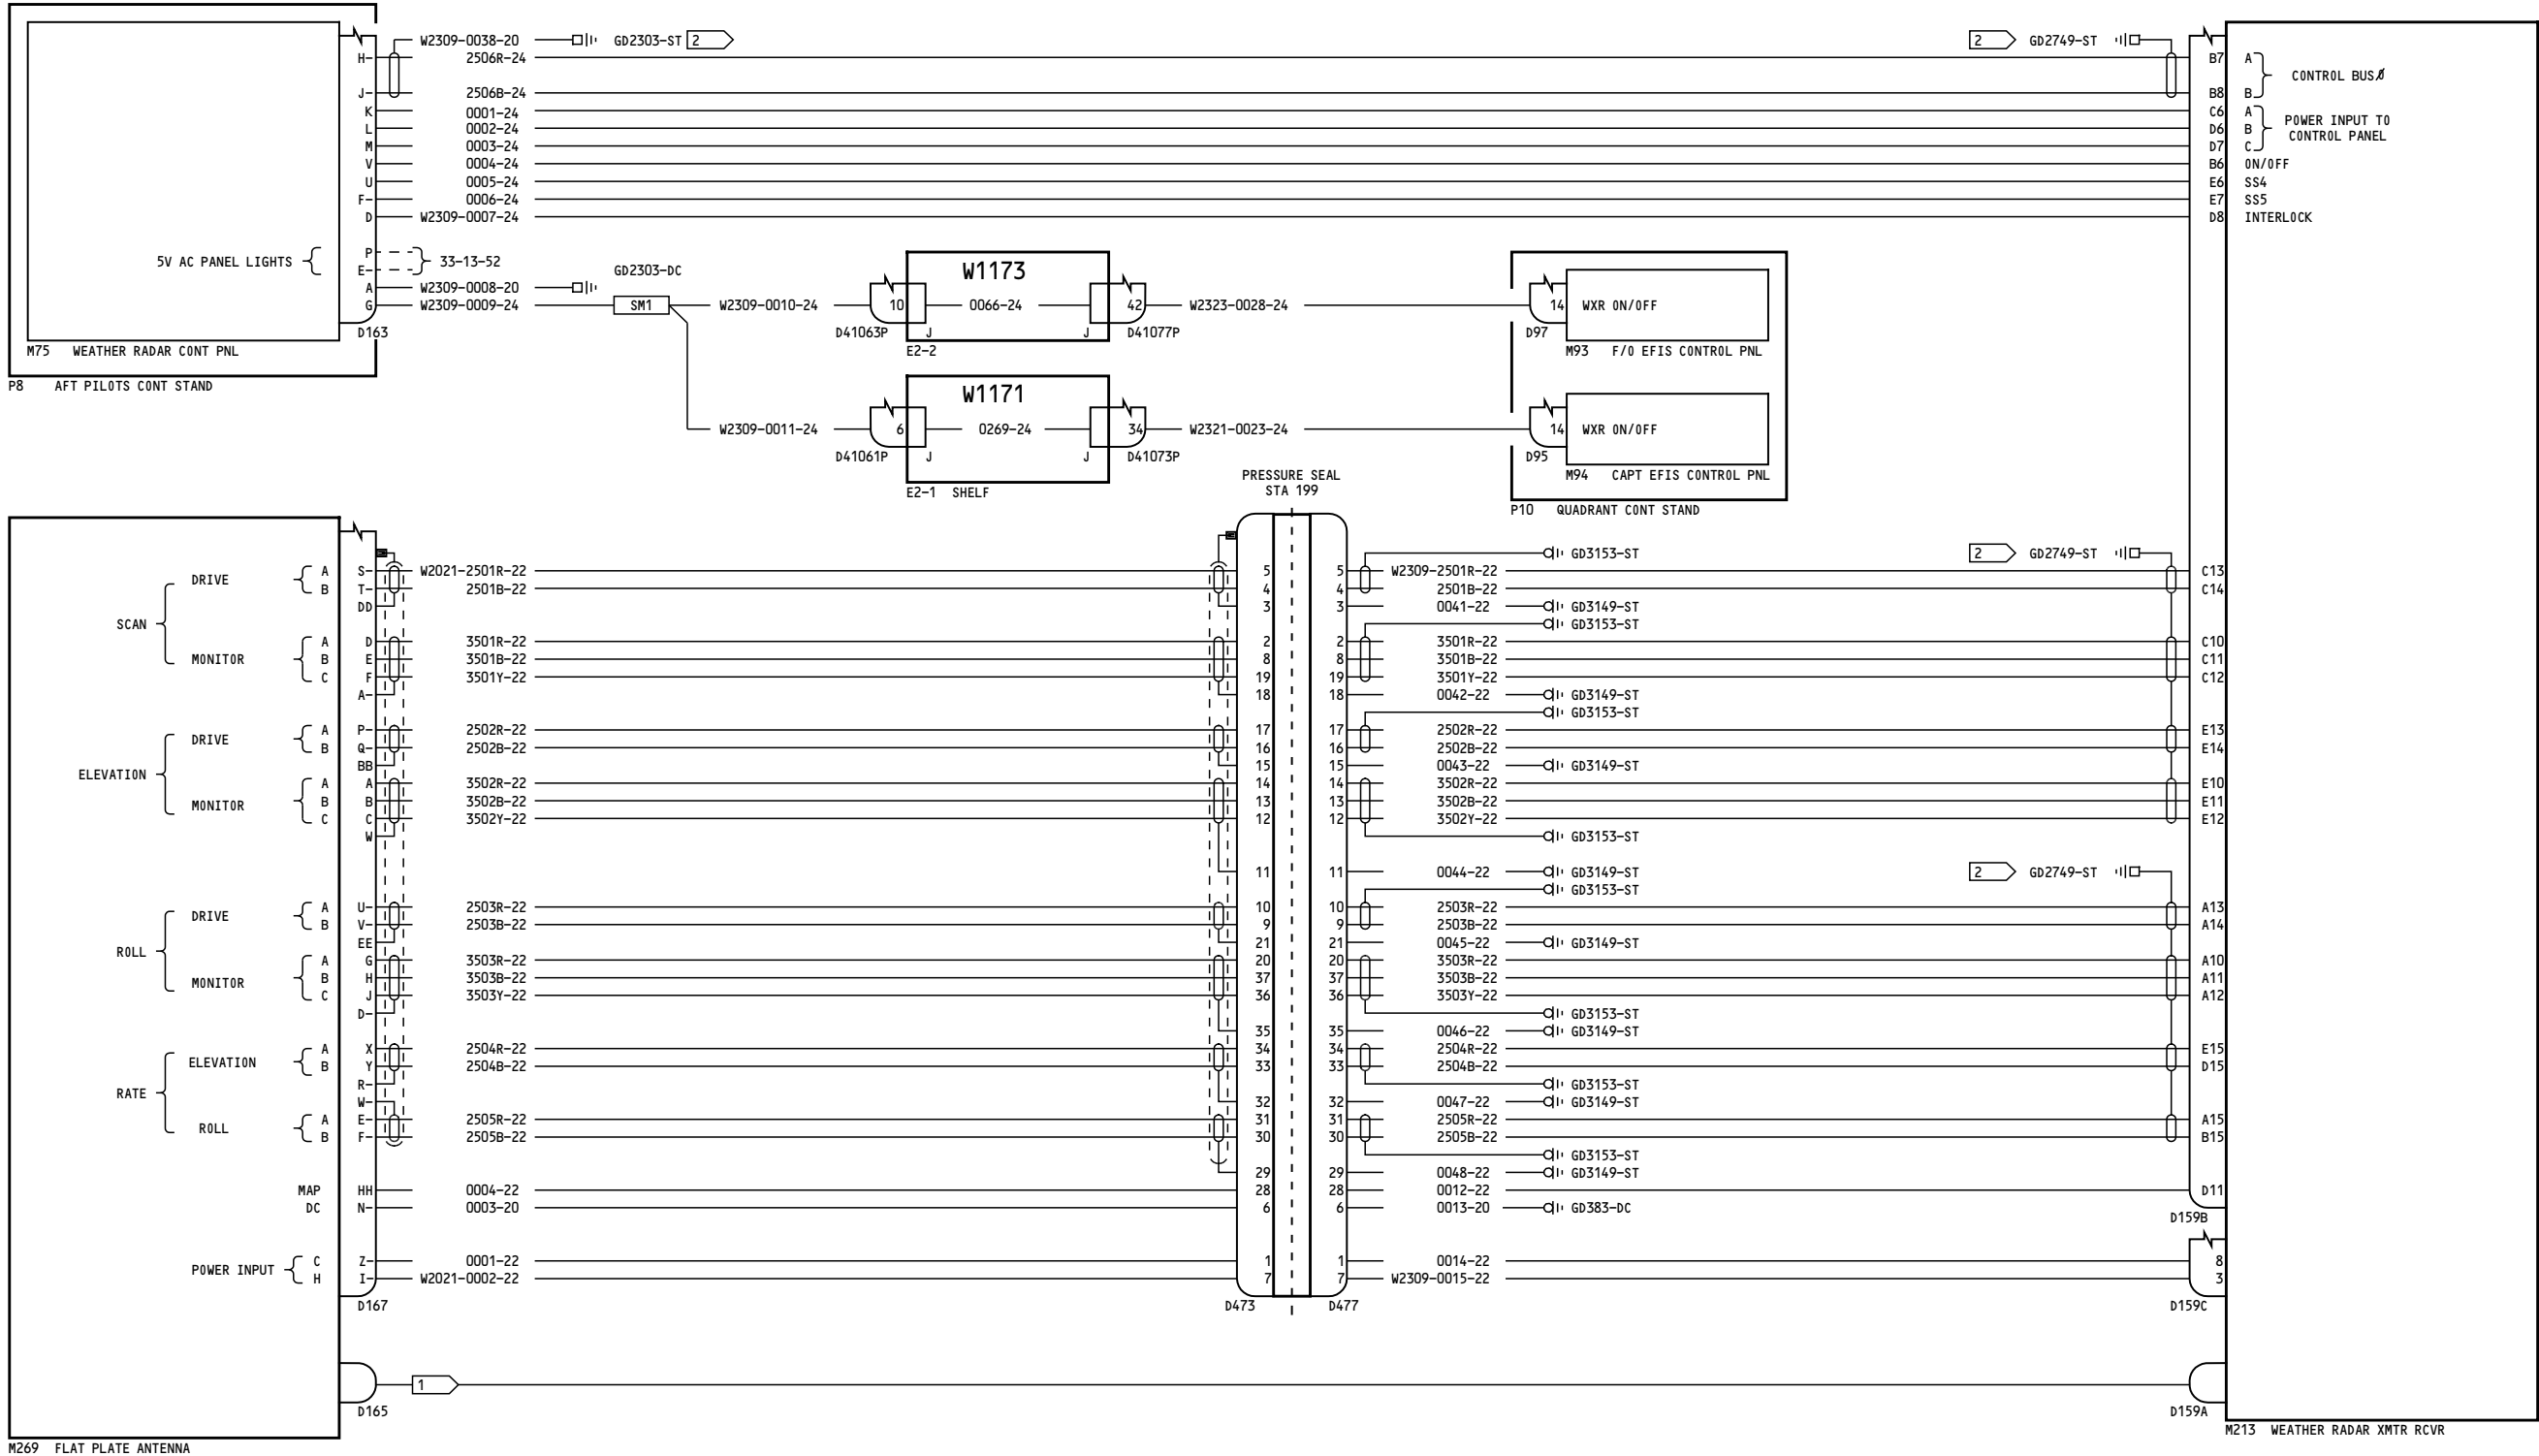 W2309-0038-20 GD2303-ST 2 2 GD2749-ST
H- 2506R-24 B7 A
CONTROL BUSØ
J- 2506B-24 B8 B
K 0001-24 C6 A
L 0002-24 D6 B
POWER INPUT TO
CONTROL PANEL
M 0003-24 D7 C
V 0004-24 B6 ON/OFF
U 0005-24 E6 SS4
F- 0006-24 E7 SS5
D W2309-0007-24 D8 INTERLOCK
P
5V AC PANEL LIGHTS 33-13-52
E-
GD2303-DC
A W2309-0008-20
G W2309-0009-24 SM1 W2309-0010-24 10 W1173 0066-24 42 W2323-0028-24 14 WXR ON/OFF
D163 D41063P J J D41077P D97
M75 WEATHER RADAR CONT PNL E2-2 M93 F/O EFIS CONTROL PNL
P8 AFT PILOTS CONT STAND
W1171
W2309-0011-24 6 0269-24 34 W2321-0023-24 14 WXR ON/OFF
D41061P J J D41073P D95
M94 CAPT EFIS CONTROL PNL
E2-1 SHELF
P10 QUADRANT CONT STAND
PRESSURE SEAL
STA 199
GD3153-ST 2 GD2749-ST
A S- W2021-2501R-22 5 5 W2309-2501R-22 C13
DRIVE
B T- 2501B-22 4 4 2501B-22 C14
DD 3 3 0041-22 GD3149-ST
SCAN GD3153-ST
A D 3501R-22 2 2 3501R-22 C10
MONITOR B E 3501B-22 8 8 3501B-22 C11
C F 3501Y-22 19 19 3501Y-22 C12
A- 18 18 0042-22 GD3149-ST
GD3153-ST
A P- 2502R-22 17 17 2502R-22 E13
DRIVE
B Q- 2502B-22 16 16 2502B-22 E14
BB 15 15 0043-22 GD3149-ST
ELEVATION
A A 3502R-22 14 14 3502R-22 E10
MONITOR B B 3502B-22 13 13 3502B-22 E11
C C 3502Y-22 12 12 3502Y-22 E12
W GD3153-ST
11 11 0044-22 GD3149-ST 2 GD2749-ST
GD3153-ST
A U- 2503R-22 10 10 2503R-22 A13
DRIVE
B V- 2503B-22 9 9 2503B-22 A14
EE 21 21 0045-22 GD3149-ST
ROLL
A G 3503R-22 20 20 3503R-22 A10
MONITOR B H 3503B-22 37 37 3503B-22 A11
C J 3503Y-22 36 36 3503Y-22 A12
D- GD3153-ST
35 35 0046-22 GD3149-ST
A X 2504R-22 34 34 2504R-22 E15
ELEVATION
B Y 2504B-22 33 33 2504B-22 D15
R- GD3153-ST
RATE
W- 32 32 0047-22 GD3149-ST
A E- 2505R-22 31 31 2505R-22 A15
ROLL
B F- 2505B-22 30 30 2505B-22 B15
GD3153-ST
29 29 0048-22 GD3149-ST
MAP HH 0004-22 28 28 0012-22 D11
DC N- 0003-20 6 6 0013-20 GD383-DC
D159B
C Z- 0001-22 1 1 0014-22 8
POWER INPUT
H I- W2021-0002-22 7 7 W2309-0015-22 3
D167 D473 D477 D159C
1
D165 D159A
M269 FLAT PLATE ANTENNA
M213 WEATHER RADAR XMTR RCVR